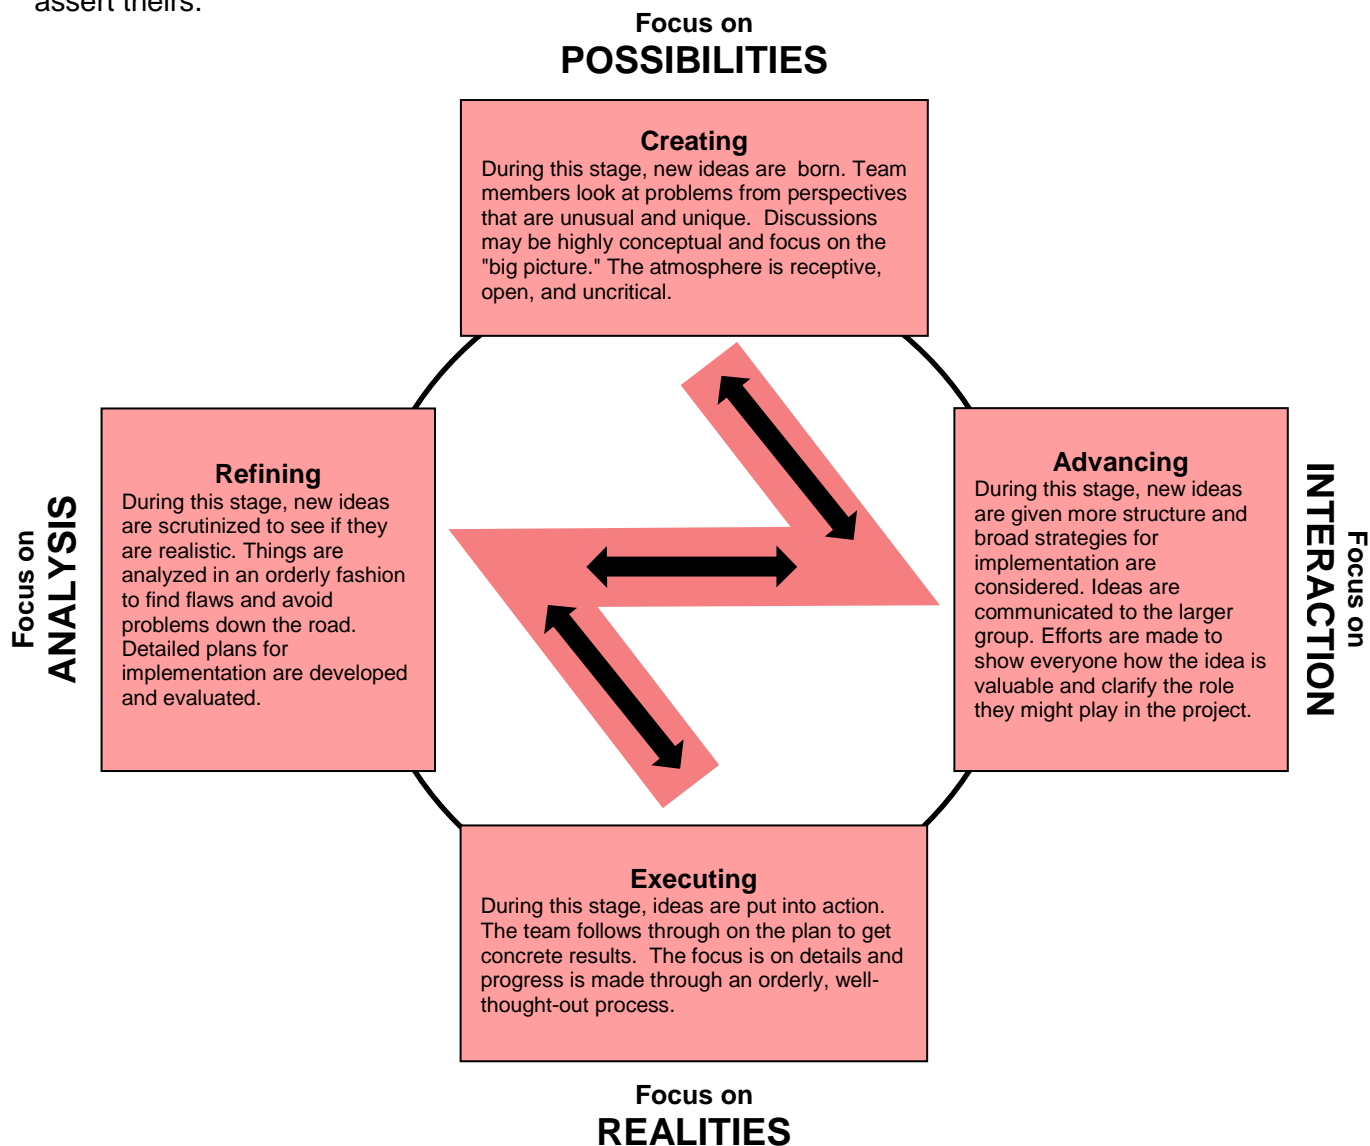 assert theirs.
Focus on
POSSIBILITIES
Creating
During this stage, new ideas are  born. Team
members look at problems from perspectives
that are unusual and unique.  Discussions
may be highly conceptual and focus on the
"big picture." The atmosphere is receptive,
open, and uncritical.
Focus on
ANALYSIS
Refining
During this stage, new ideas
are scrutinized to see if they
are realistic. Things are
analyzed in an orderly fashion
to find flaws and avoid
problems down the road.
Detailed plans for
implementation are developed
and evaluated.
Advancing
During this stage, new ideas
are given more structure and
broad strategies for
implementation are
considered. Ideas are
communicated to the larger
group. Efforts are made to
show everyone how the idea is
valuable and clarify the role
they might play in the project.
Focus on
INTERACTION
Executing
During this stage, ideas are put into action.
The team follows through on the plan to get
concrete results.  The focus is on details and
progress is made through an orderly, well-
thought-out process.
Focus on
REALITIES